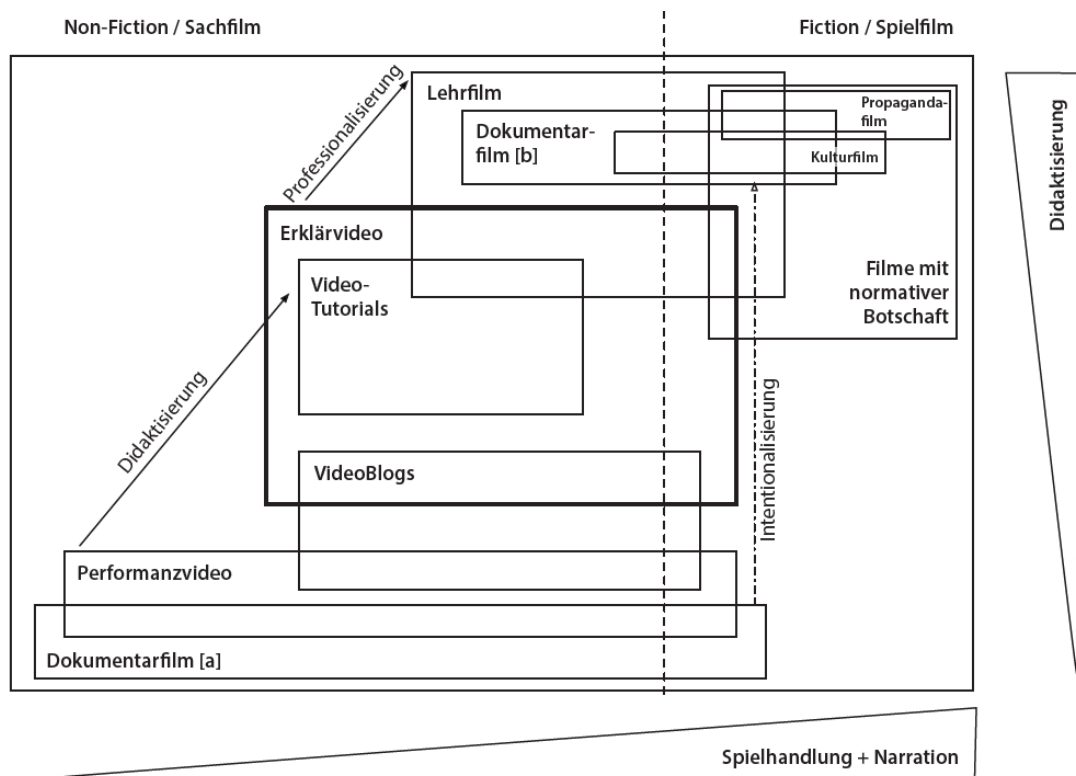 Non-Fiction / Sachfilm
Fiction / Spielfilm
Professionalisierung
Lehrfilm
Propaganda-
film
Dokumentar-
film [b]
Kulturfilm
Didaktisierung
Erklärvideo
Video-
Tutorials
Filme mit
normativer
Botschaft
Didaktisierung
Intentionalisierung
VideoBlogs
Performanzvideo
Dokumentarfilm [a]
Spielhandlung + Narration